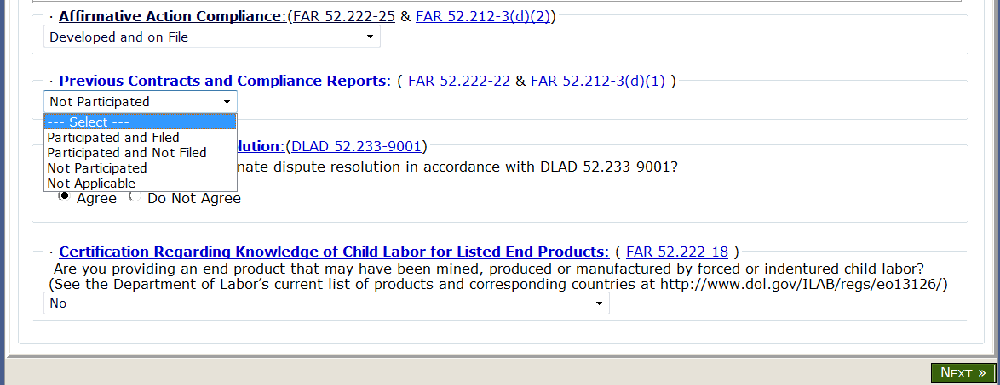 · Affirmative Action Compliance:(FAR 52.222-25 & FAR 52.212-3(d)(2))
Developed and on File
· Previous Contracts and Compliance Reports: ( FAR 52.222-22 & FAR 52.212-3(d)(1) )
Not Participated
--- Select ---
Participated and Filed
Participated and Not Filed
Not Participated
Not Applicable
lution:(DLAD 52.233-9001)
nate dispute resolution in accordance with DLAD 52.233-9001?
Agree Do Not Agree
· Certification Regarding Knowledge of Child Labor for Listed End Products: ( FAR 52.222-18 )
Are you providing an end product that may have been mined, produced or manufactured by forced or indentured child labor?
(See the Department of Labor’s current list of products and corresponding countries at http://www.dol.gov/ILAB/regs/eo13126/)
No
NEXT »